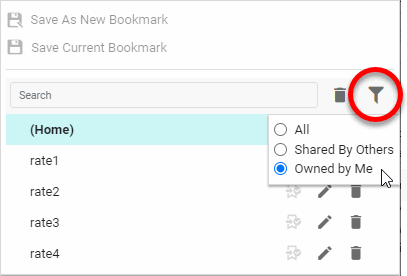 Save As New Bookmark
Save Current Bookmark
Search
(Home)
All
rate1
Shared By Others
Owned by Me
rate2
rate3
rate4